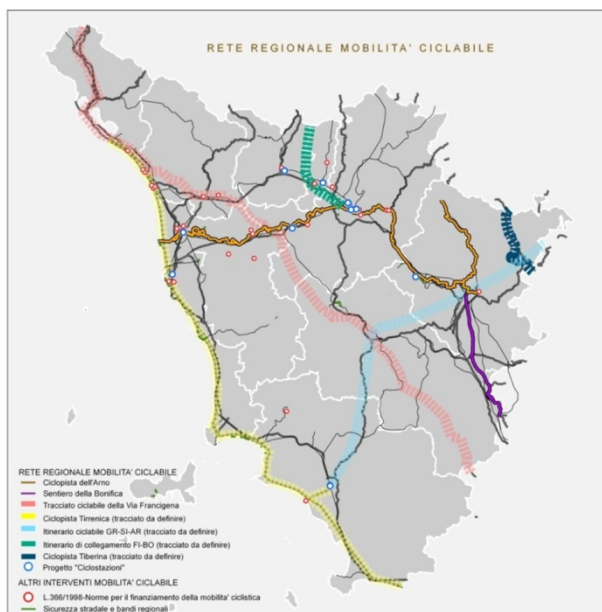 RETE REGIONALE MOBILITA' CICLABILE
RETE REGIONALE MOBILITA' CICLABILE
Ciclopista dell'Arno
Sentiero della Bonifica
Tracciato ciclabile della Via Francigena
Ciclopista Tirrenica (tracciato da definire)
Itinerario ciclabile GR-SI-AR (tracciato da definire)
Itinerario di collegamento FI-BO (tracciato da definire)
Ciclopista Tiberina (tracciato da definire)
Progetto "Ciclostazioni"
ALTRI INTERVENTI MOBILITA' CICLABILE
L.366/1998-Norme per il finanziamento della mobilita' ciclistica
Sicurezza stradale e bandi regionali